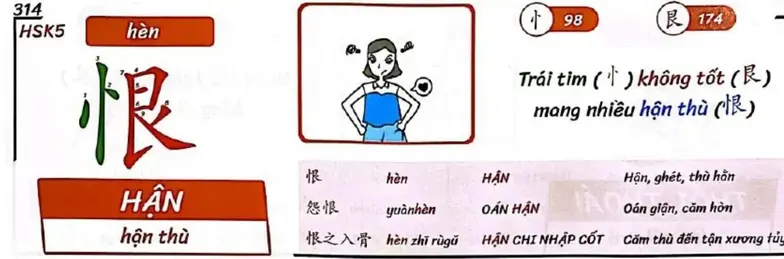 314
HSK5
hèn
恨
HẬN
hận thù
忄 98
艮 174
Trái tim (忄) không tốt (艮)
mang nhiều hận thù (恨)
恨 hèn HẬN Hận, ghét, thù hằn
怨恨 yuànhèn OÁN HẬN Oán giận, căm hờn
恨之入骨 hèn zhī rùgǔ HẬN CHI NHẬP CỐT Căm thù đến tận xương tủy